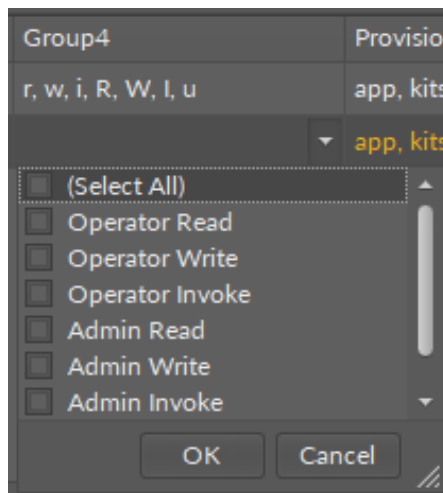 Group4 Provisio
r, w, i, R, W, I, u app, kits
app, kits
(Select All)
Operator Read
Operator Write
Operator Invoke
Admin Read
Admin Write
Admin Invoke
OK Cancel